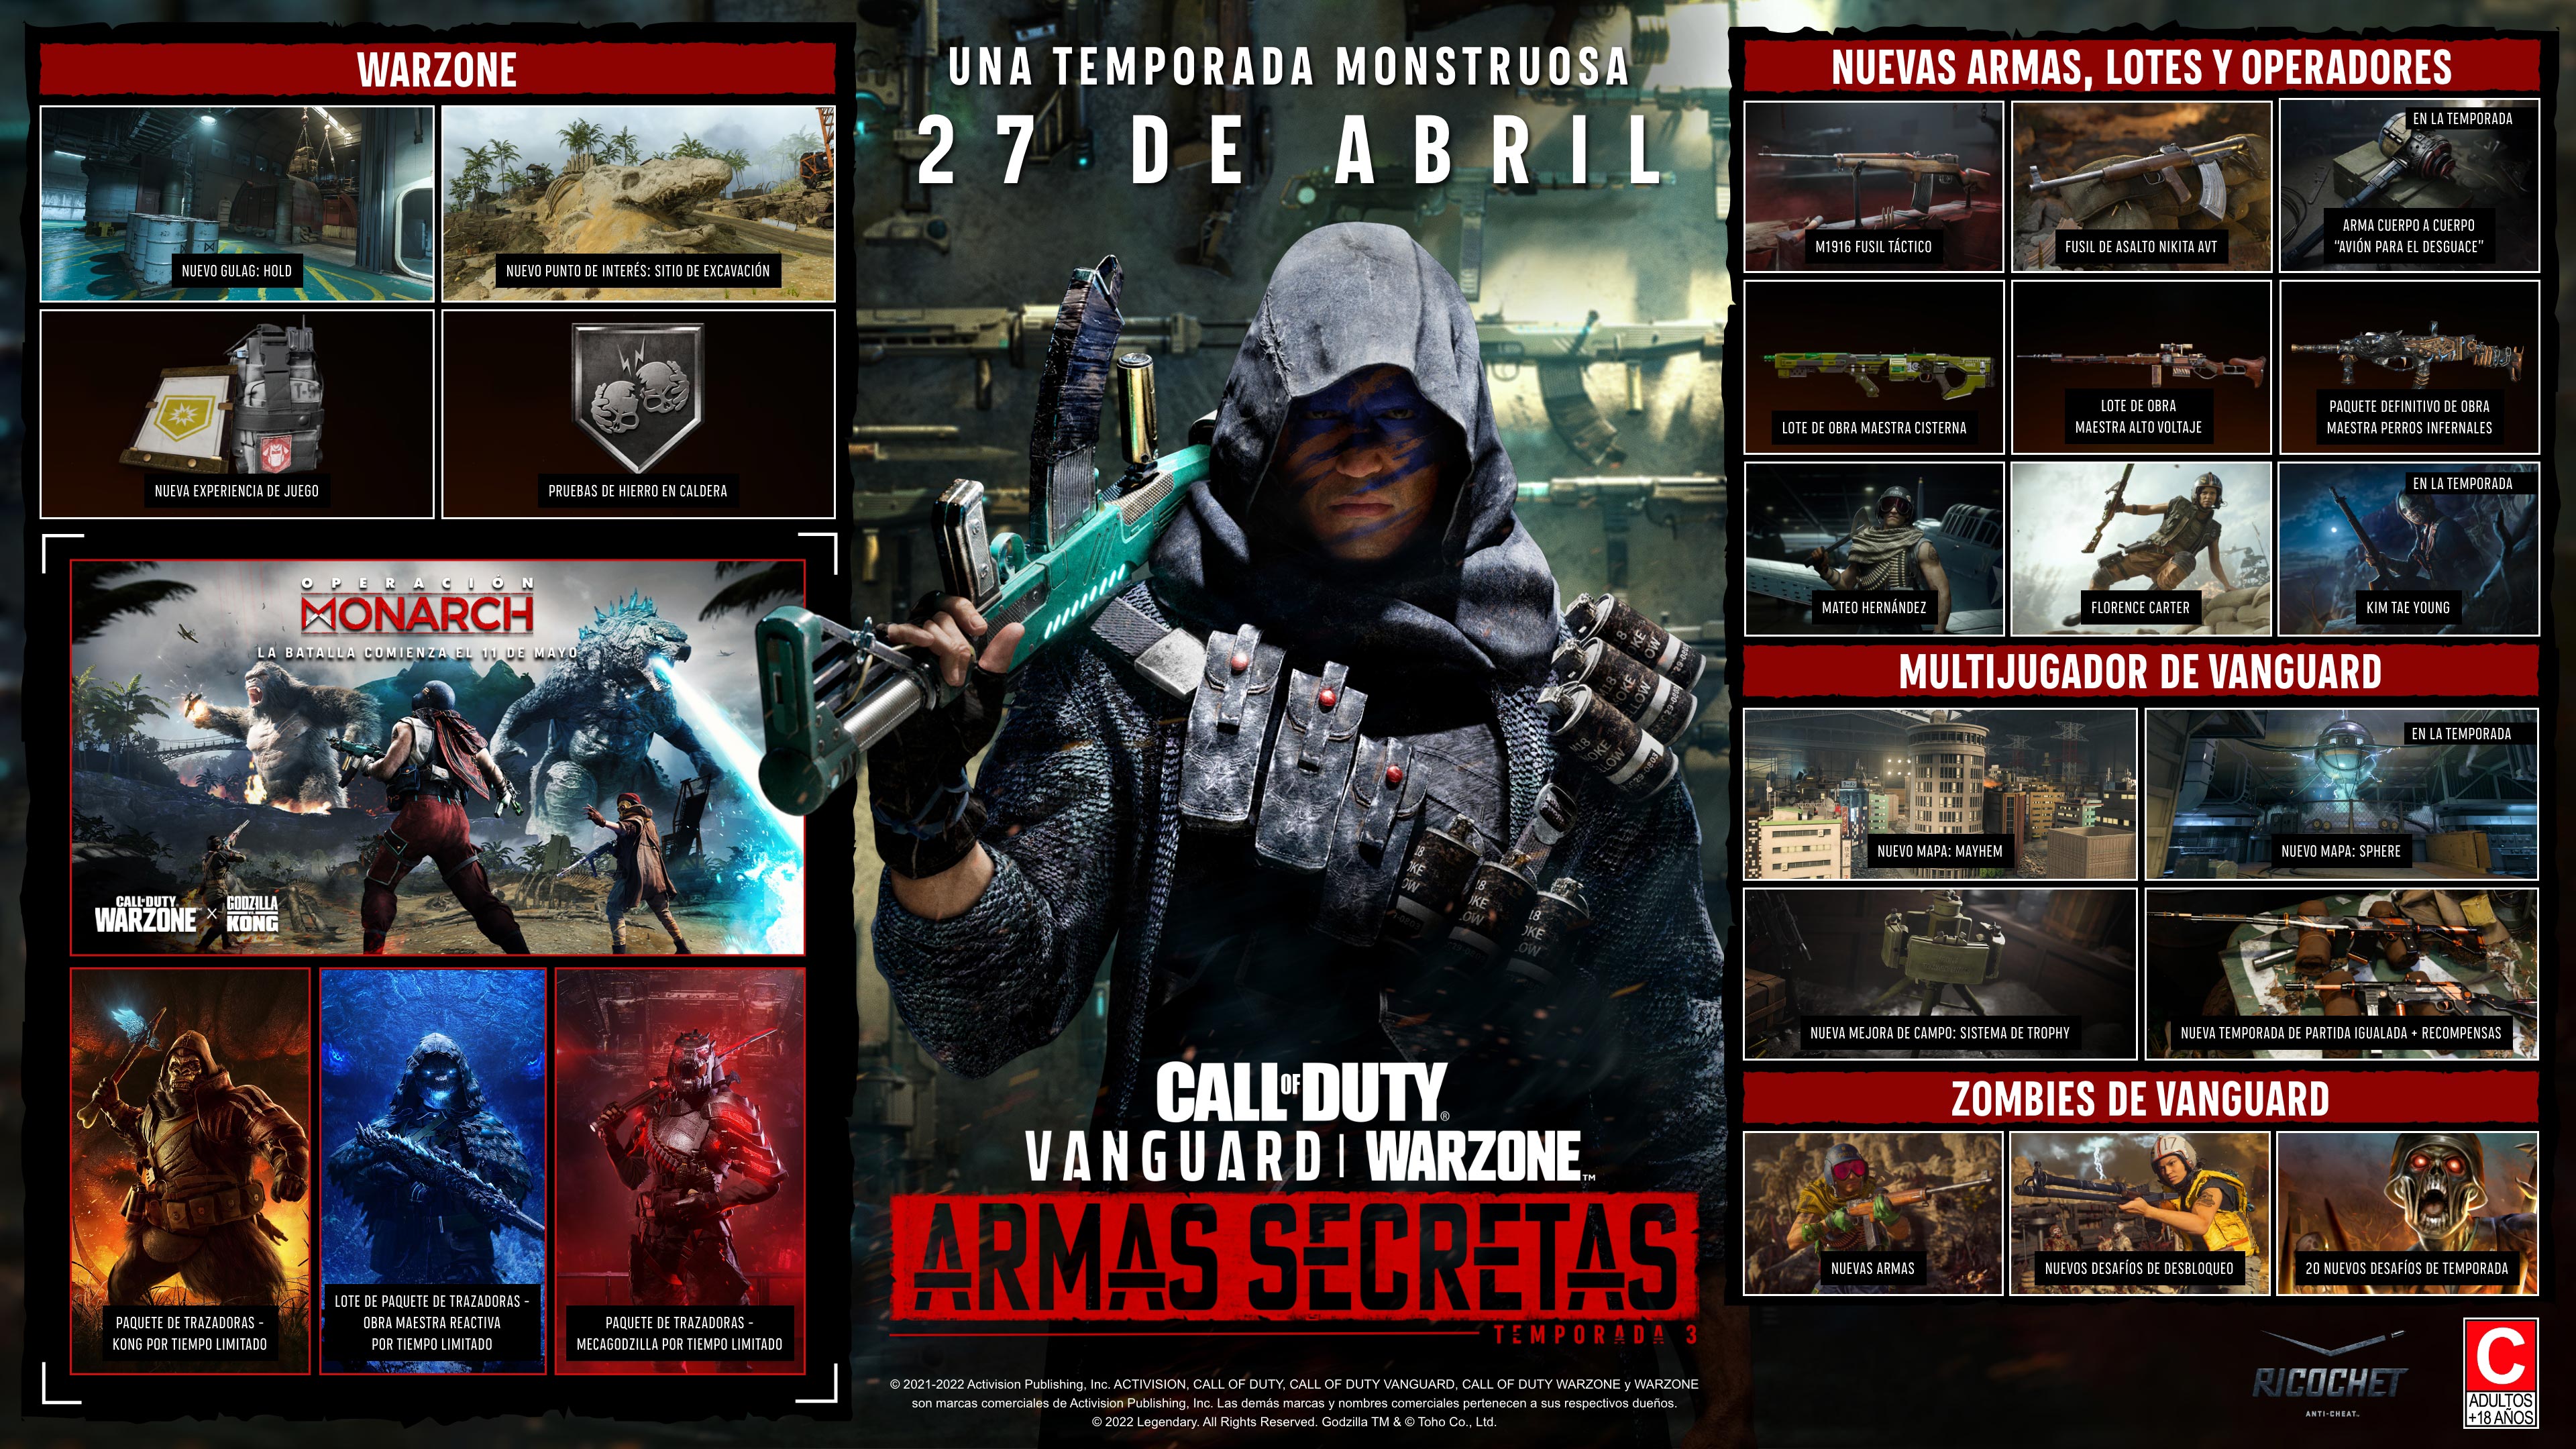 WARZONE
NUEVO GULAG: HOLD
NUEVO PUNTO DE INTERÉS: SITIO DE EXCAVACIÓN
NUEVA EXPERIENCIA DE JUEGO
PRUEBAS DE HIERRO EN CALDERA
OPERACIÓN
MONARCH
LA BATALLA COMIENZA EL 11 DE MAYO
CALL OF DUTY
WARZONE X GODZILLA
KONG
PAQUETE DE TRAZADORAS -
KONG POR TIEMPO LIMITADO
LOTE DE PAQUETE DE TRAZADORAS -
OBRA MAESTRA REACTIVA
POR TIEMPO LIMITADO
PAQUETE DE TRAZADORAS -
MECAGODZILLA POR TIEMPO LIMITADO
UNA TEMPORADA MONSTRUOSA
27 DE ABRIL
CALL OF DUTY®
VANGUARD | WARZONE™
ARMAS SECRETAS
TEMPORADA 3
© 2021-2022 Activision Publishing, Inc. ACTIVISION, CALL OF DUTY, CALL OF DUTY VANGUARD, CALL OF DUTY WARZONE y WARZONE
son marcas comerciales de Activision Publishing, Inc. Las demás marcas y nombres comerciales pertenecen a sus respectivos dueños.
© 2022 Legendary. All Rights Reserved. Godzilla TM & © Toho Co., Ltd.
NUEVAS ARMAS, LOTES Y OPERADORES
M1916 FUSIL TÁCTICO
FUSIL DE ASALTO NIKITA AVT
EN LA TEMPORADA
ARMA CUERPO A CUERPO
"AVIÓN PARA EL DESGUACE"
LOTE DE OBRA MAESTRA CISTERNA
LOTE DE OBRA
MAESTRA ALTO VOLTAJE
PAQUETE DEFINITIVO DE OBRA
MAESTRA PERROS INFERNALES
MATEO HERNÁNDEZ
FLORENCE CARTER
EN LA TEMPORADA
KIM TAE YOUNG
MULTIJUGADOR DE VANGUARD
NUEVO MAPA: MAYHEM
EN LA TEMPORADA
NUEVO MAPA: SPHERE
NUEVA MEJORA DE CAMPO: SISTEMA DE TROPHY
NUEVA TEMPORADA DE PARTIDA IGUALADA + RECOMPENSAS
ZOMBIES DE VANGUARD
NUEVAS ARMAS
17
NUEVOS DESAFÍOS DE DESBLOQUEO
20 NUEVOS DESAFÍOS DE TEMPORADA
RICOCHET
ANTI-CHEAT™
C
ADULTOS
+18 AÑOS